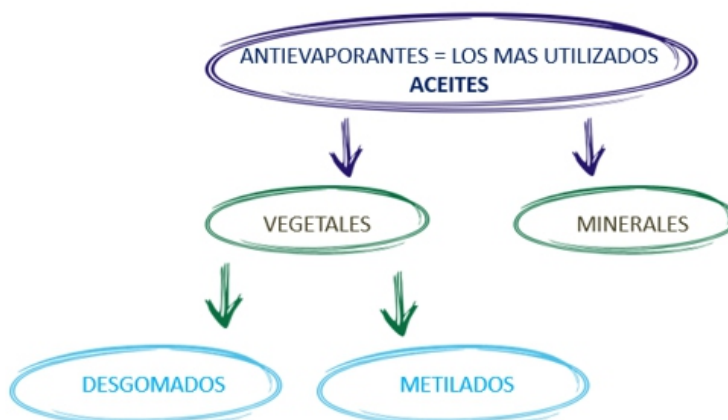 ANTIEVAPORANTES = LOS MAS UTILIZADOS
ACEITES
VEGETALES
MINERALES
DESGOMADOS
METILADOS